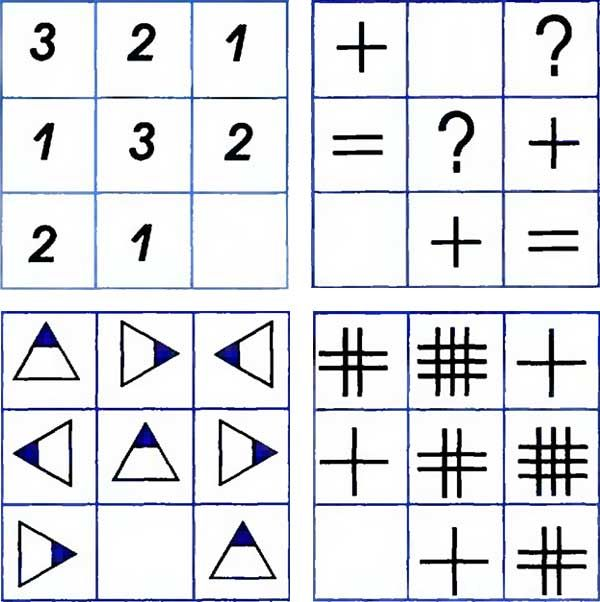 3 2 1
+ ?
1 3 2
= ? +
2 1
+ =